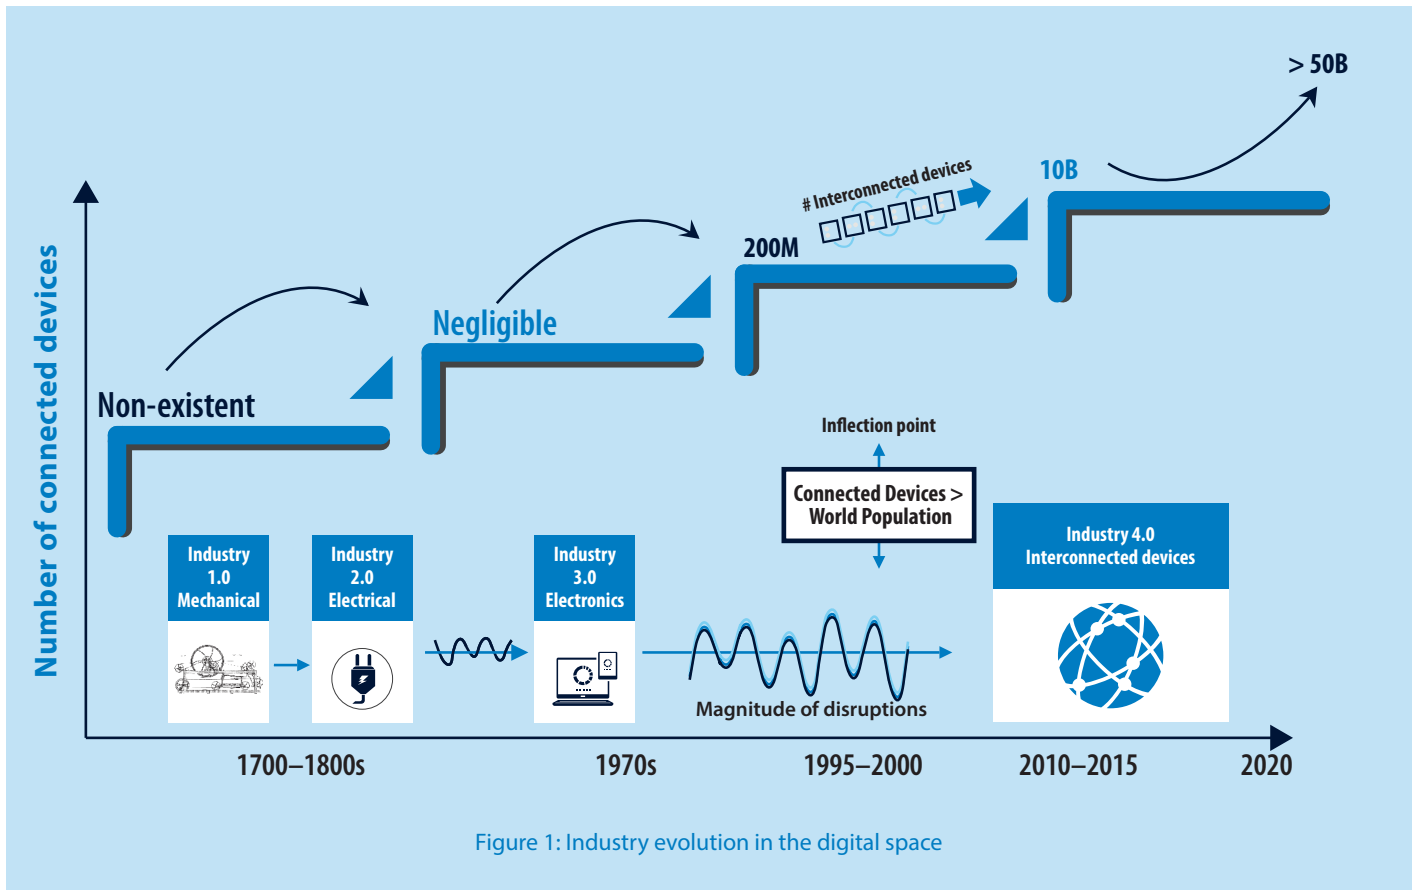 > 50B
10B
# Interconnected devices
200M
Negligible
Non-existent
Number of connected devices
Inflection point
Connected Devices >
World Population
Industry
1.0
Mechanical
Industry
2.0
Electrical
Industry
3.0
Electronics
Industry 4.0
Interconnected devices
Magnitude of disruptions
1700–1800s
1970s
1995–2000
2010–2015
2020
Figure 1: Industry evolution in the digital space